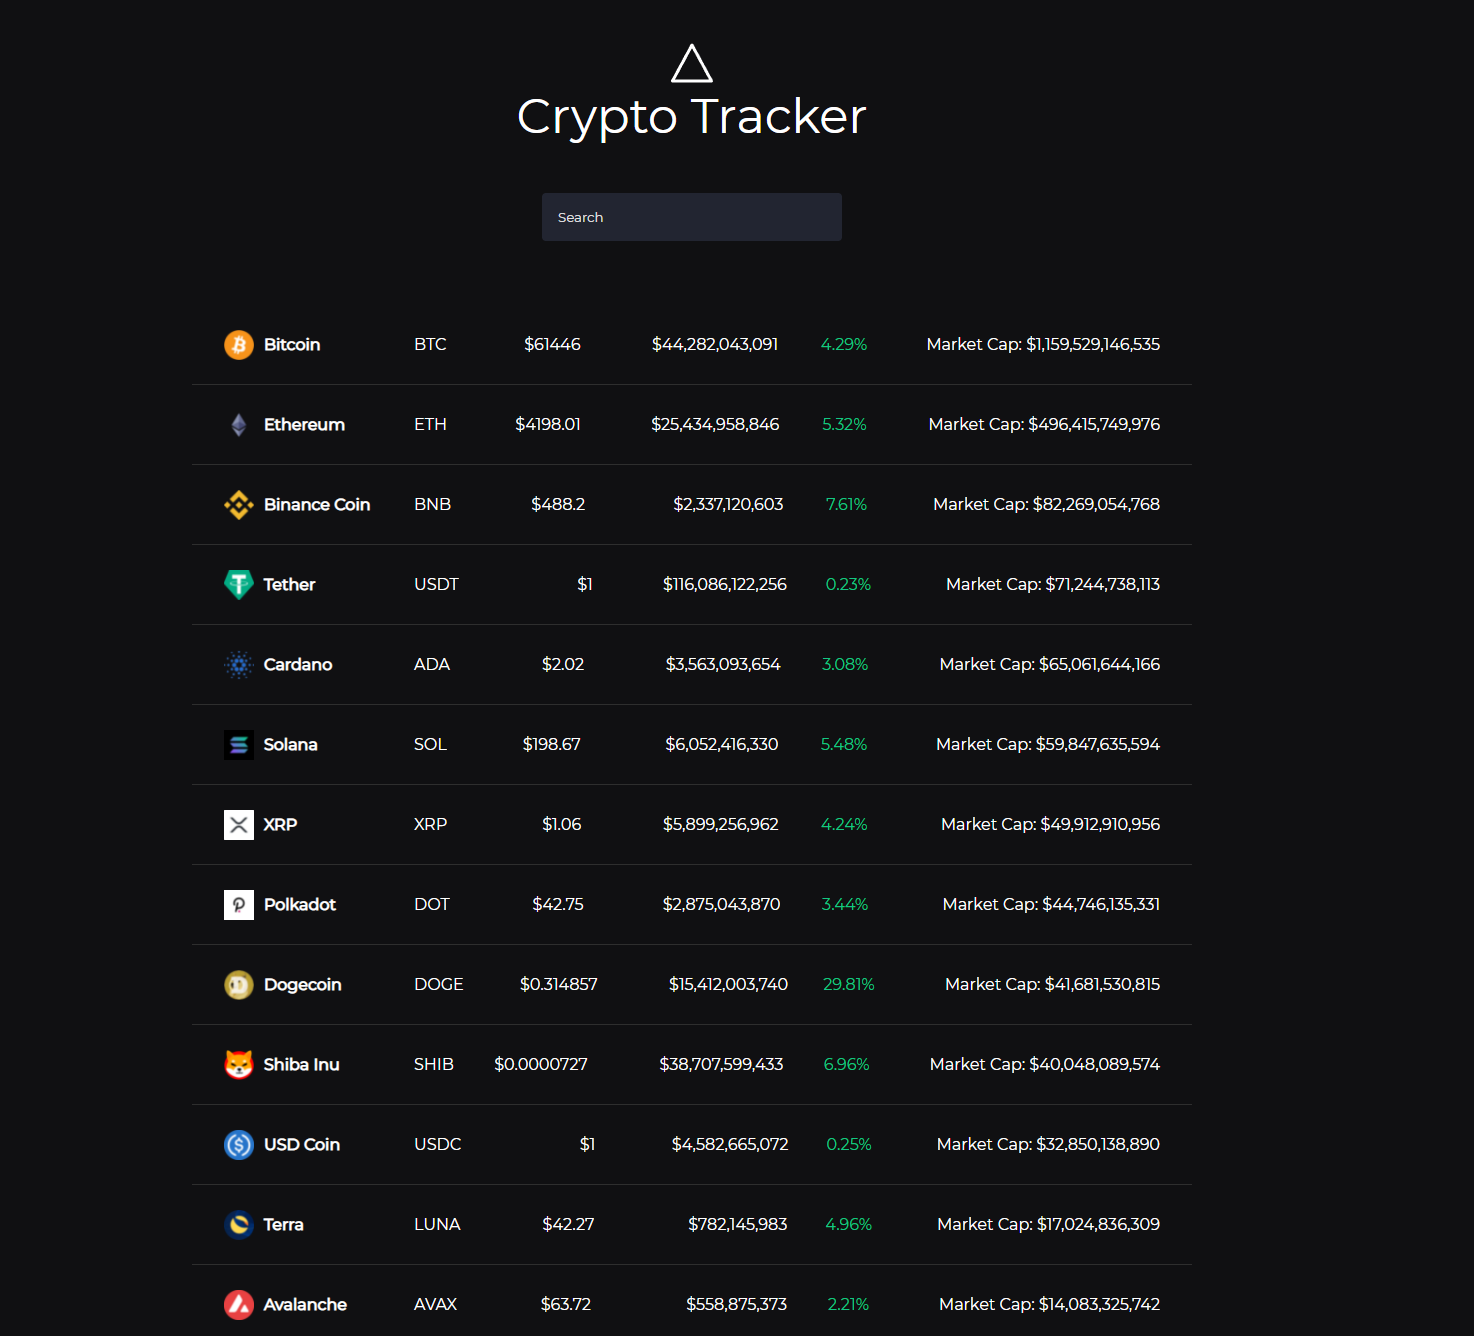 Crypto Tracker
Search
Bitcoin BTC $61446 $44,282,043,091 4.29% Market Cap: $1,159,529,146,535
Ethereum ETH $4198.01 $25,434,958,846 5.32% Market Cap: $496,415,749,976
Binance Coin BNB $488.2 $2,337,120,603 7.61% Market Cap: $82,269,054,768
Tether USDT $1 $116,086,122,256 0.23% Market Cap: $71,244,738,113
Cardano ADA $2.02 $3,563,093,654 3.08% Market Cap: $65,061,644,166
Solana SOL $198.67 $6,052,416,330 5.48% Market Cap: $59,847,635,594
XRP XRP $1.06 $5,899,256,962 4.24% Market Cap: $49,912,910,956
Polkadot DOT $42.75 $2,875,043,870 3.44% Market Cap: $44,746,135,331
Dogecoin DOGE $0.314857 $15,412,003,740 29.81% Market Cap: $41,681,530,815
Shiba Inu SHIB $0.0000727 $38,707,599,433 6.96% Market Cap: $40,048,089,574
USD Coin USDC $1 $4,582,665,072 0.25% Market Cap: $32,850,138,890
Terra LUNA $42.27 $782,145,983 4.96% Market Cap: $17,024,836,309
Avalanche AVAX $63.72 $558,875,373 2.21% Market Cap: $14,083,325,742